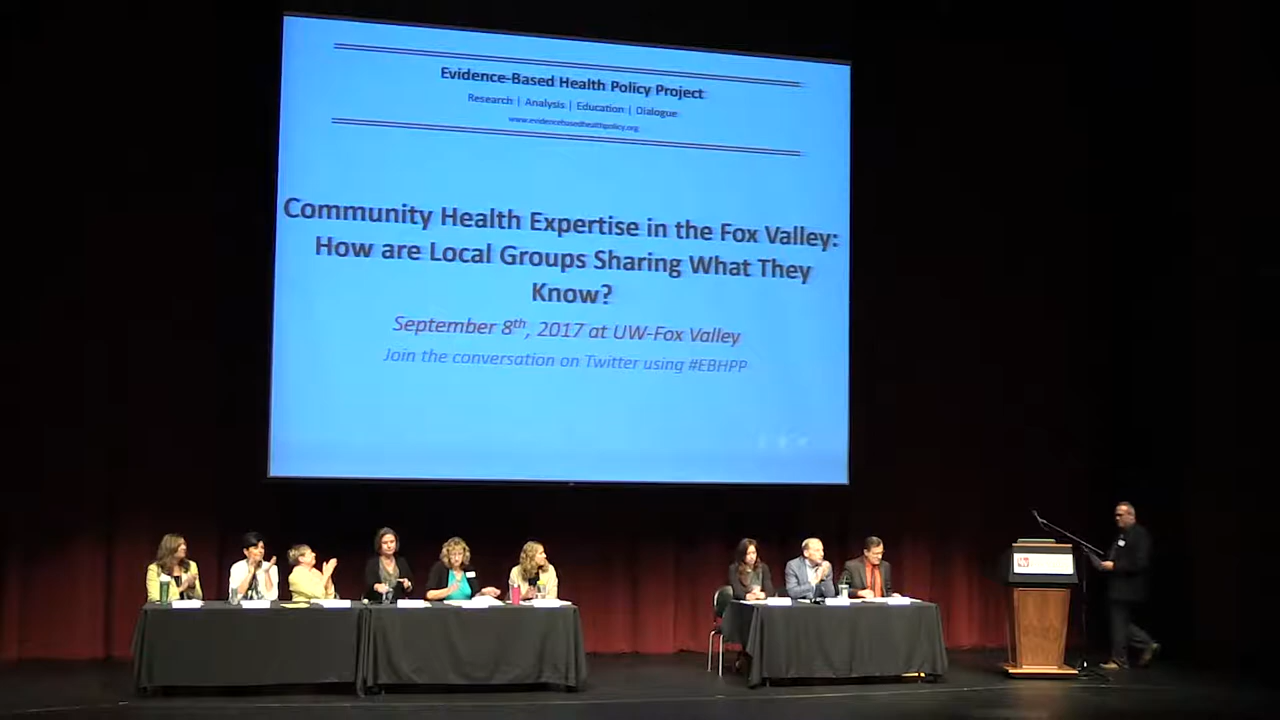 Evidence-Based Health Policy Project
Research | Analysis | Education | Dialogue
www.evidencebasedhealthpolicy.org
Community Health Expertise in the Fox Valley:
How are Local Groups Sharing What They
Know?
September 8th, 2017 at UW-Fox Valley
Join the conversation on Twitter using #EBHPP